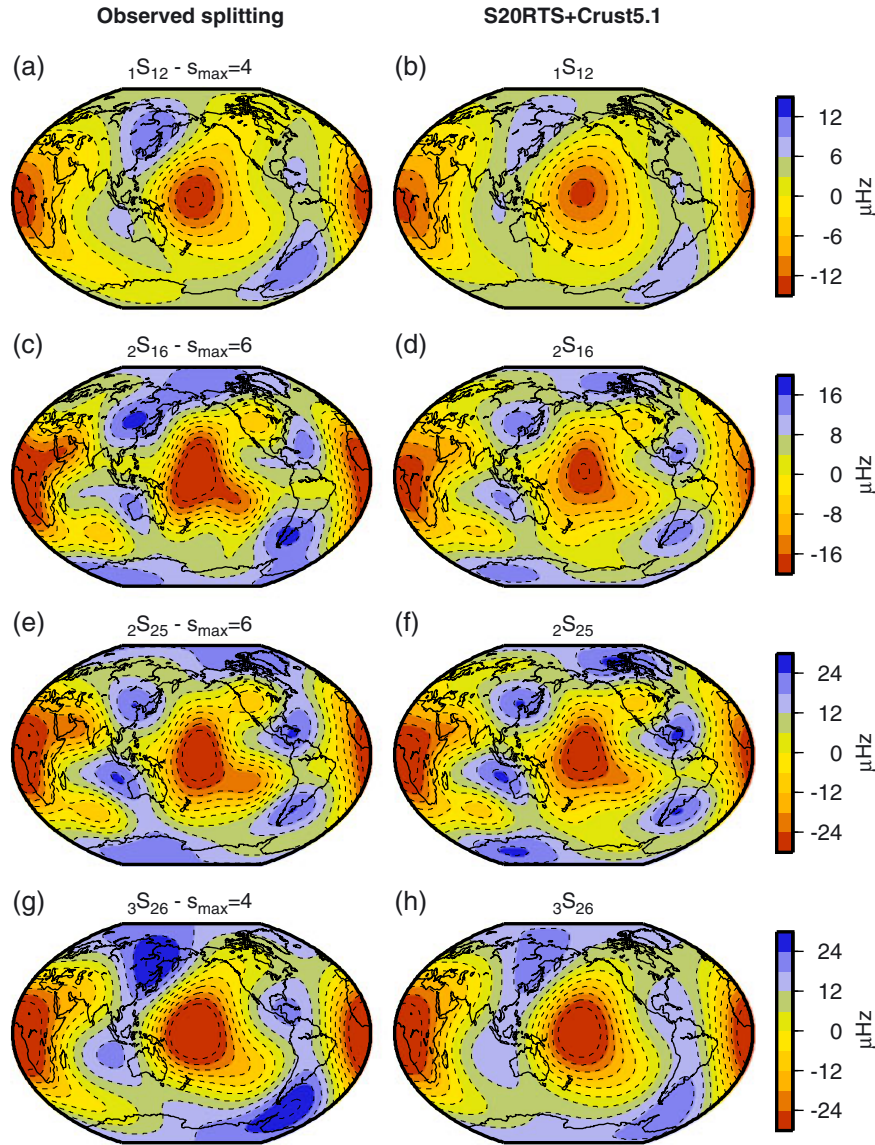 Observed splitting
S20RTS+Crust5.1
(a)
₁S₁₂ - sₘₐₓ=4
(b)
₁S₁₂
12
6
0
-6
-12
μHz
(c)
₂S₁₆ - sₘₐₓ=6
(d)
₂S₁₆
16
8
0
-8
-16
μHz
(e)
₂S₂₅ - sₘₐₓ=6
(f)
₂S₂₅
24
12
0
-12
-24
μHz
(g)
₃S₂₆ - sₘₐₓ=4
(h)
₃S₂₆
24
12
0
-12
-24
μHz